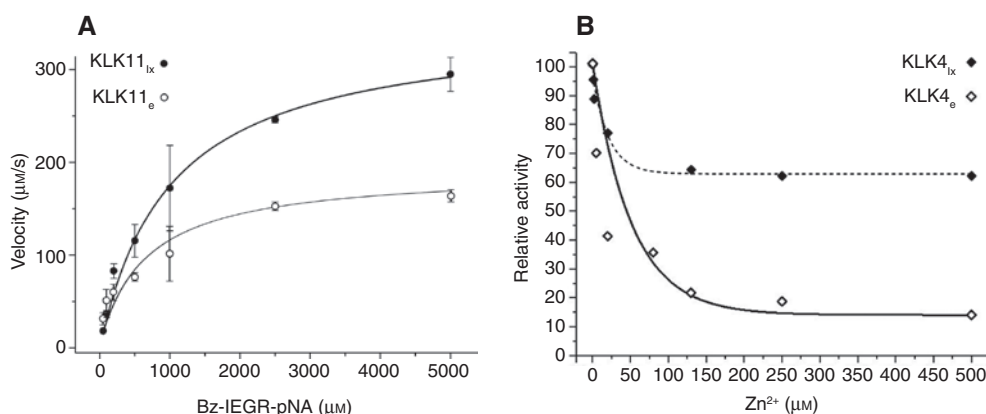 A
KLK11lx
KLK11e
300
200
100
0
Velocity (μM/s)
0 1000 2000 3000 4000 5000
Bz-IEGR-pNA (μM)
B
KLK4lx
KLK4e
100
90
80
70
60
50
40
30
20
10
0
Relative activity
0 50 100 150 200 250 300 350 400 450 500
Zn²⁺ (μM)